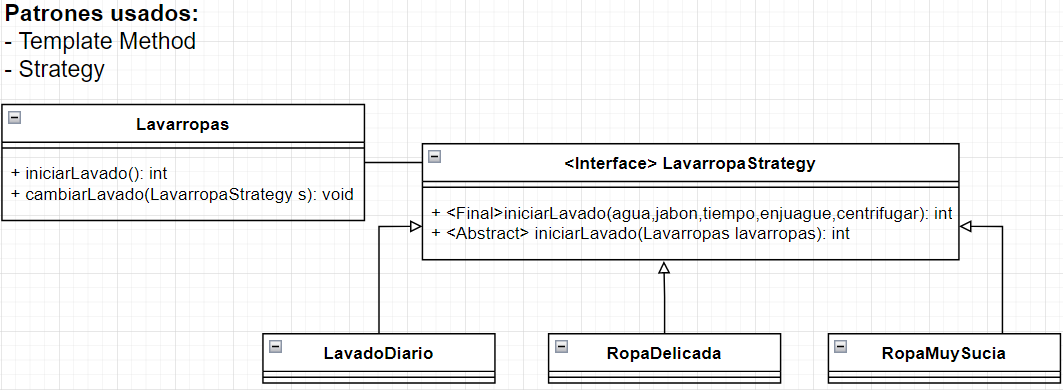 Patrones usados:
- Template Method
- Strategy
Lavarropas
+ iniciarLavado(): int
+ cambiarLavado(LavarropaStrategy s): void
<Interface> LavarropaStrategy
+ <Final>iniciarLavado(agua,jabon,tiempo,enjuague,centrifugar): int
+ <Abstract> iniciarLavado(Lavarropas lavarropas): int
LavadoDiario
RopaDelicada
RopaMuySucia